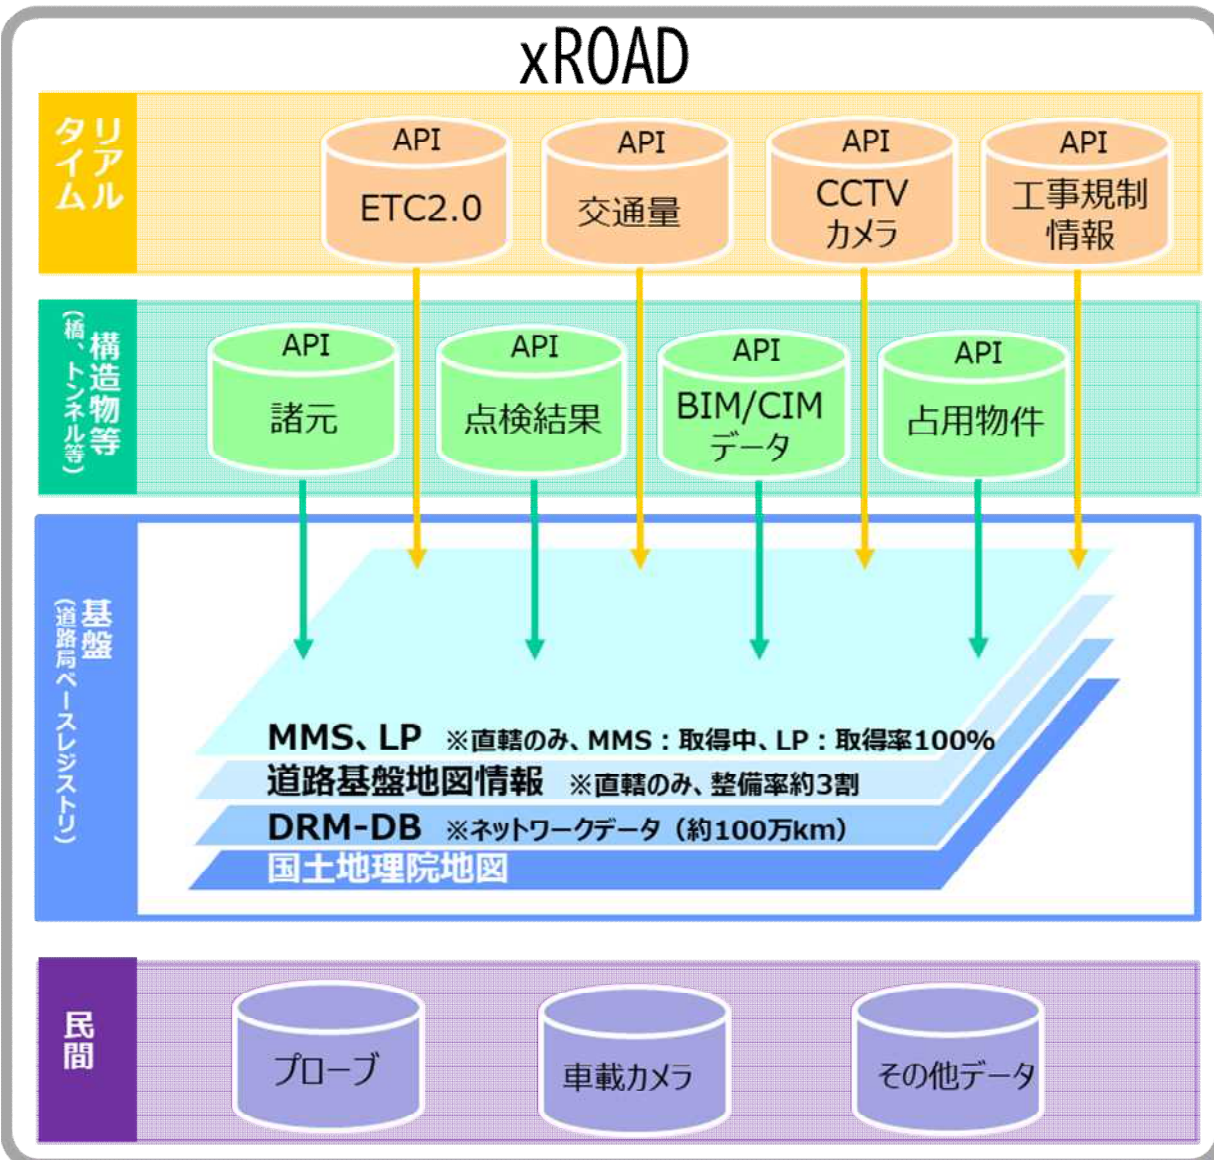 xROAD
リアル
タイム
API
ETC2.0
API
交通量
API
CCTV
カメラ
API
工事規制
情報
構造物等
(橋、トンネル等)
API
諸元
API
点検結果
API
BIM/CIM
データ
API
占用物件
基盤
(道路局ベースレジストリ)
MMS、LP ※直轄のみ、MMS：取得中、LP：取得率100%
道路基盤地図情報 ※直轄のみ、整備率約3割
DRM-DB ※ネットワークデータ（約100万km）
国土地理院地図
民間
プローブ
車載カメラ
その他データ